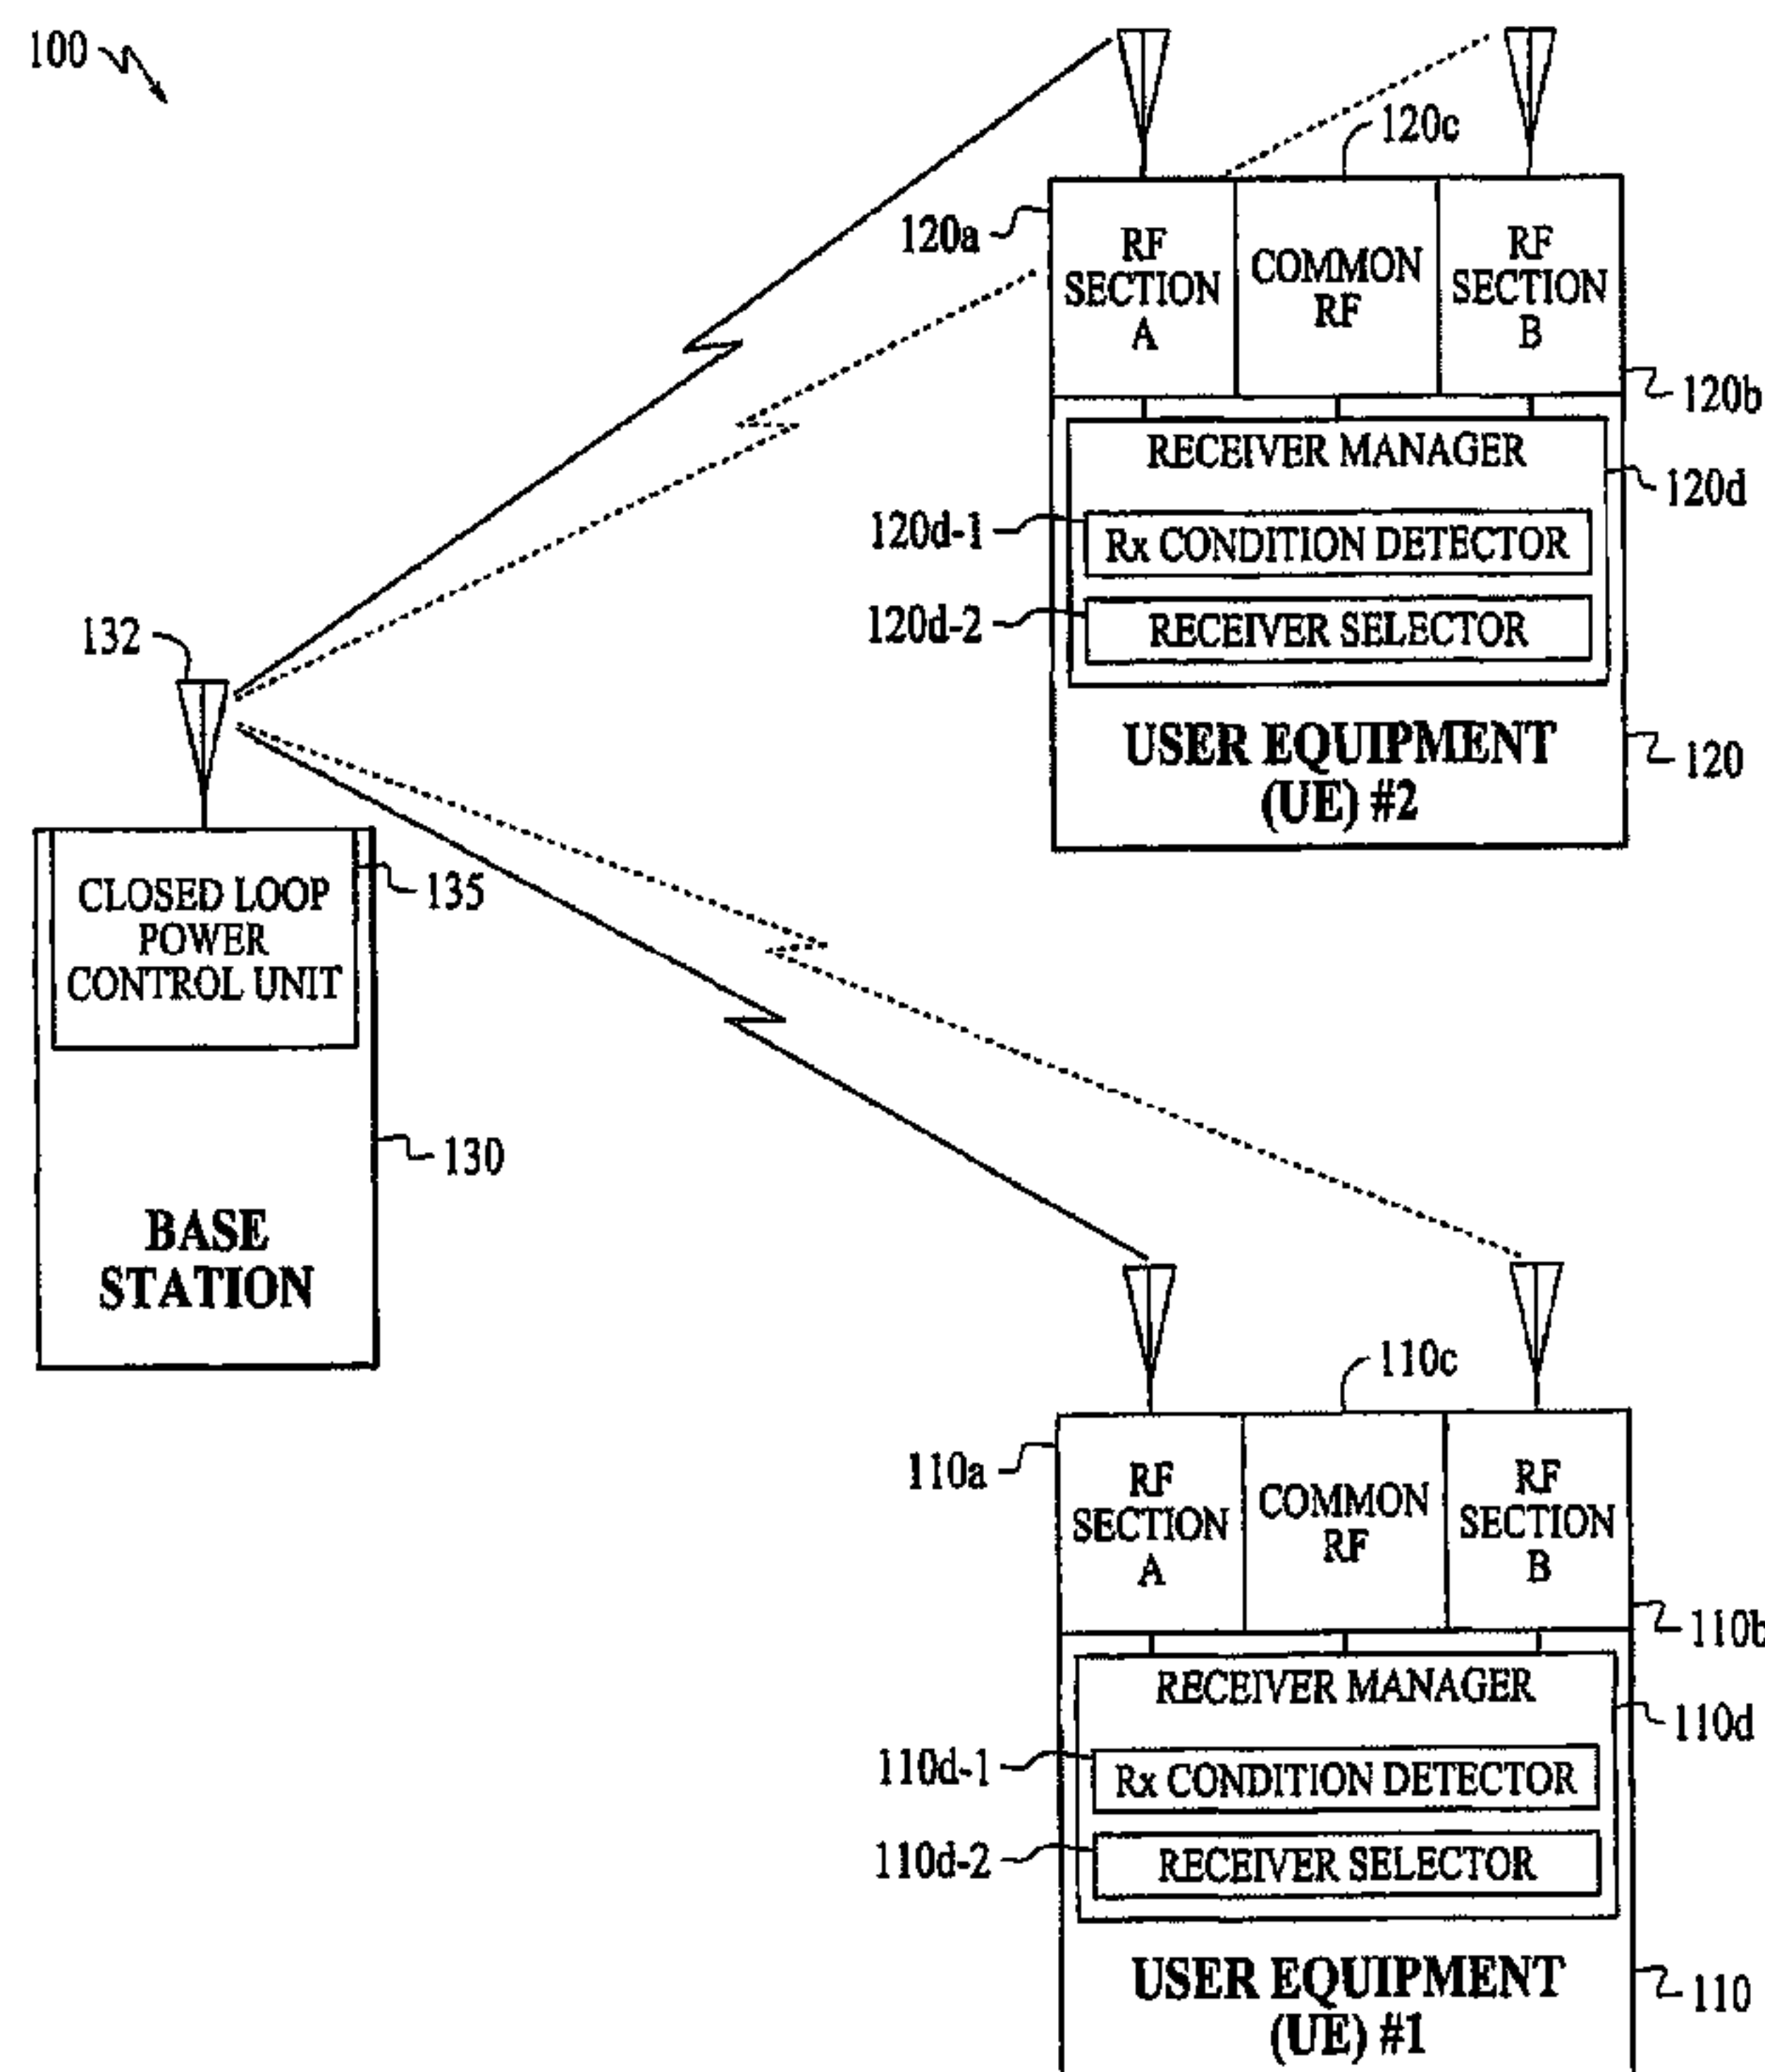 100
120c
120a
RF
SECTION
A
COMMON
RF
RF
SECTION
B
120b
RECEIVER MANAGER
120d
120d-1
Rx CONDITION DETECTOR
120d-2
RECEIVER SELECTOR
USER EQUIPMENT
(UE) #2
120
132
CLOSED LOOP
POWER
CONTROL UNIT
135
130
BASE
STATION
110c
110a
RF
SECTION
A
COMMON
RF
RF
SECTION
B
110b
RECEIVER MANAGER
110d
110d-1
Rx CONDITION DETECTOR
110d-2
RECEIVER SELECTOR
USER EQUIPMENT
(UE) #1
110